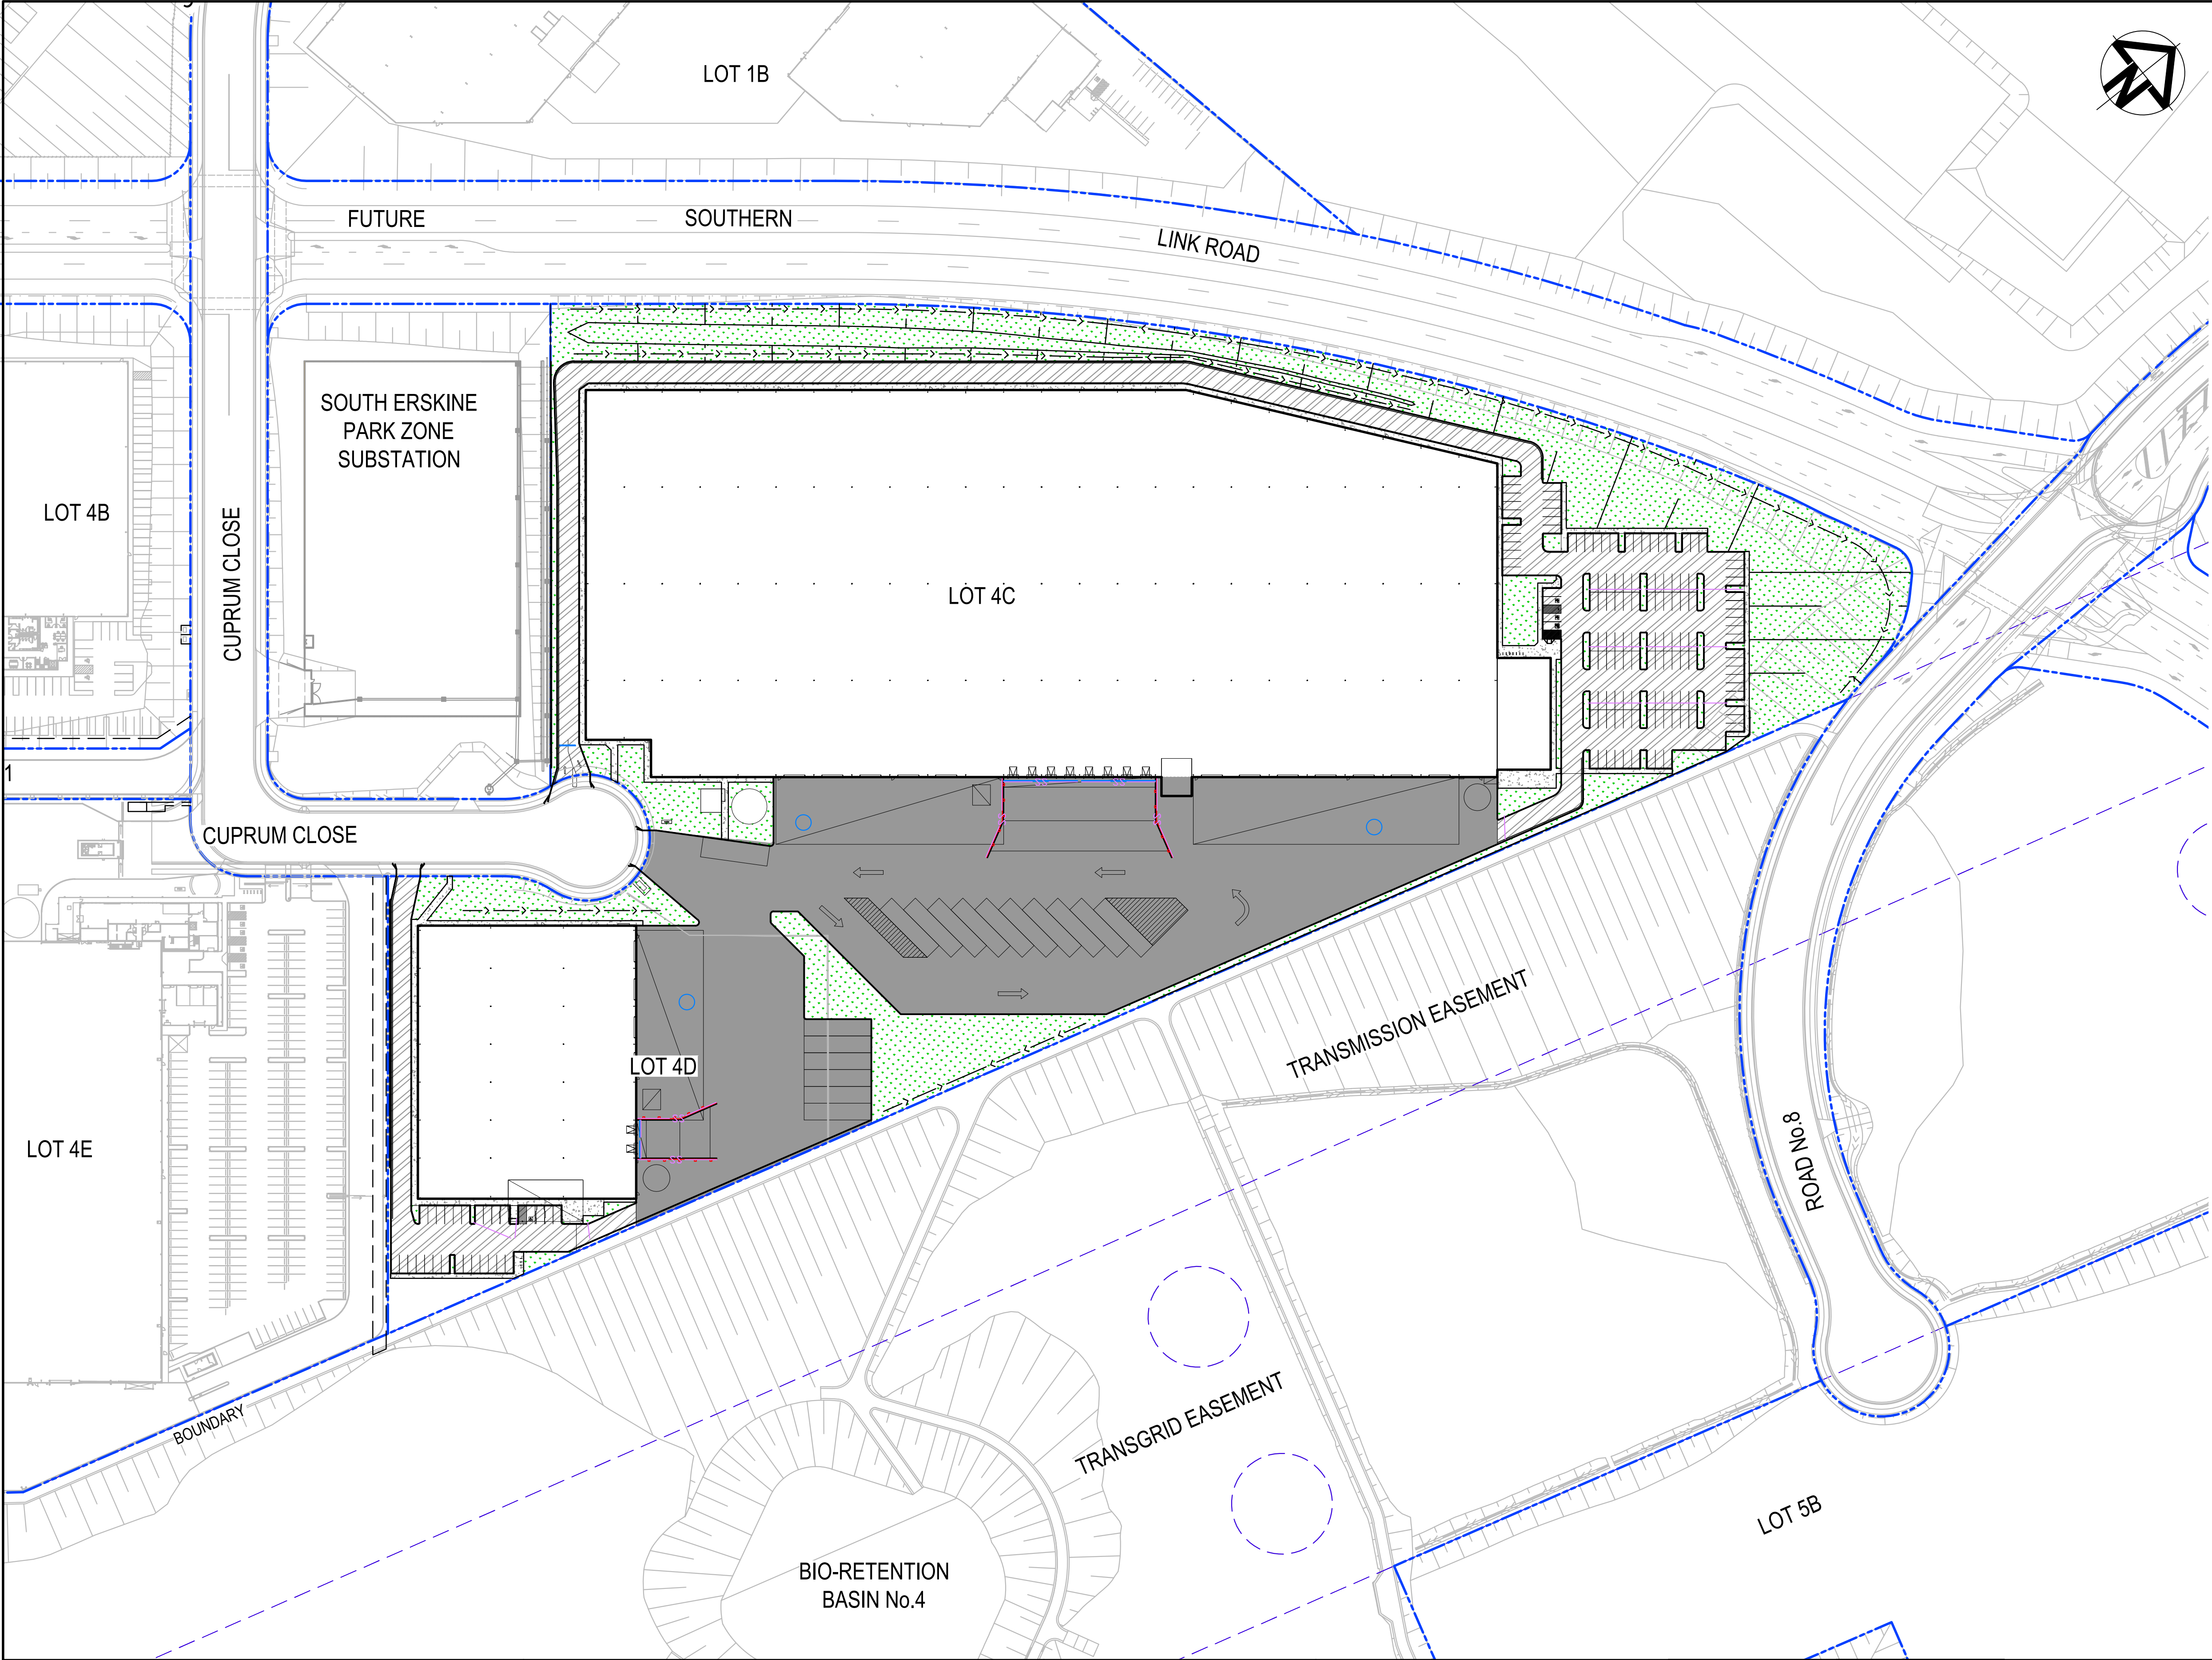 LOT 1B
N
FUTURE
SOUTHERN
LINK ROAD
SOUTH ERSKINE
PARK ZONE
SUBSTATION
LOT 4B
CUPRUM CLOSE
LOT 4C
1
CUPRUM CLOSE
TRANSMISSION EASEMENT
LOT 4D
LOT 4E
ROAD No.8
TRANSGRID EASEMENT
BOUNDARY
LOT 5B
BIO-RETENTION
BASIN No.4